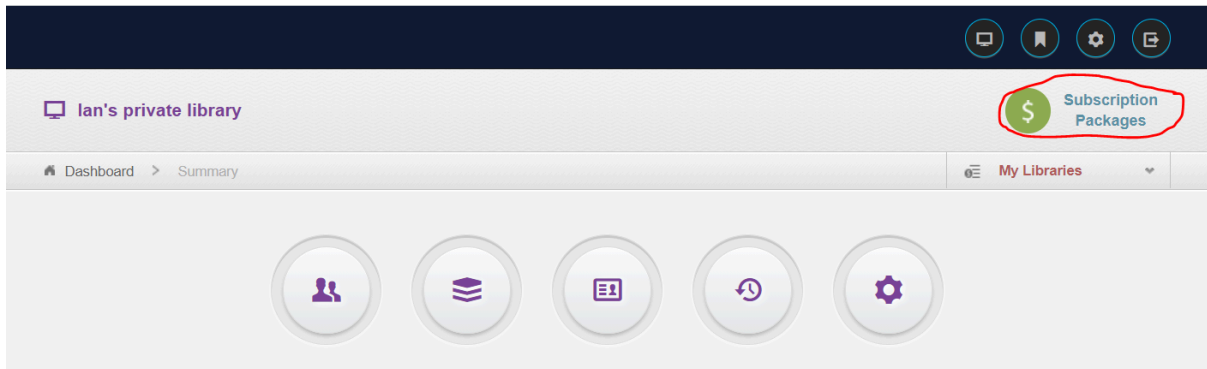 Ian's private library
Subscription
Packages
Dashboard > Summary
My Libraries